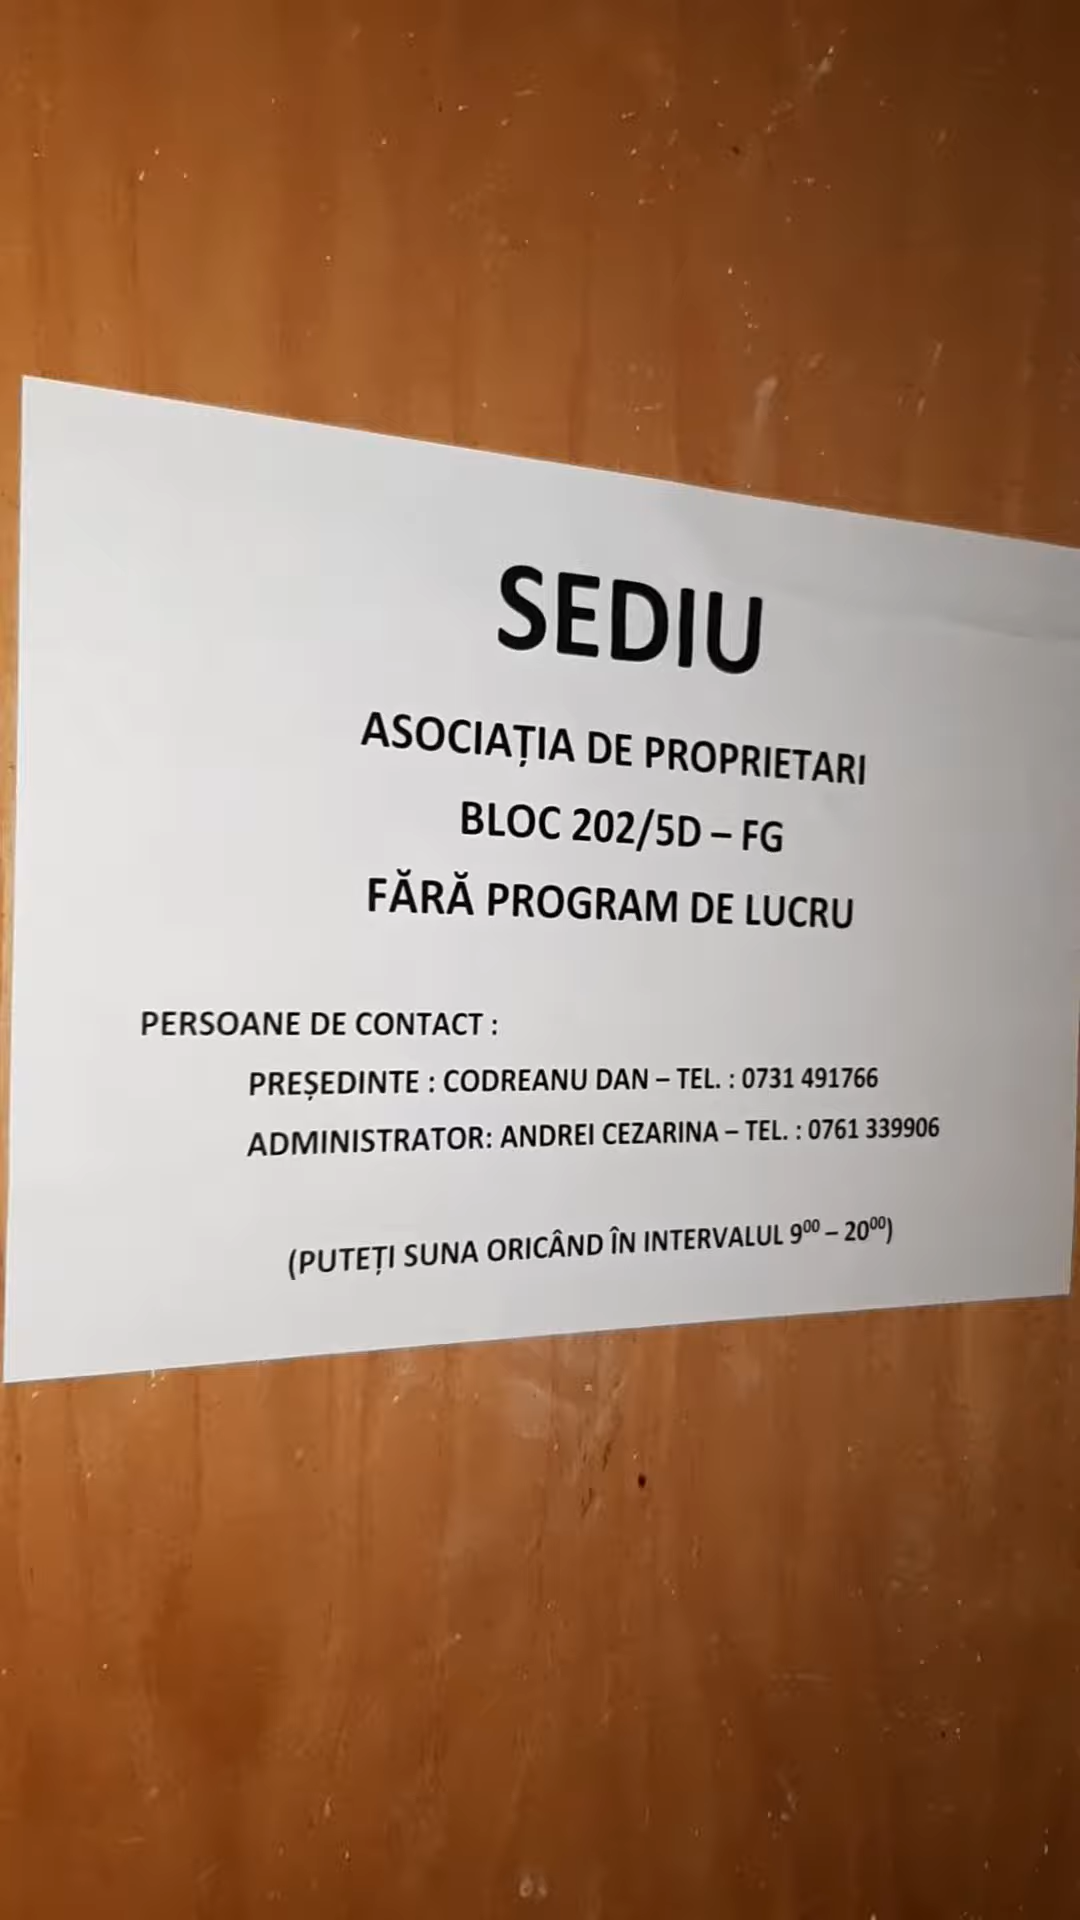 SEDIU
ASOCIAȚIA DE PROPRIETARI
BLOC 202/5D – FG
FĂRĂ PROGRAM DE LUCRU
PERSOANE DE CONTACT :
PREȘEDINTE : CODREANU DAN – TEL. : 0731 491766
ADMINISTRATOR: ANDREI CEZARINA – TEL. : 0761 339906
(PUTEȚI SUNA ORICÂND ÎN INTERVALUL 9⁰⁰ – 20⁰⁰)